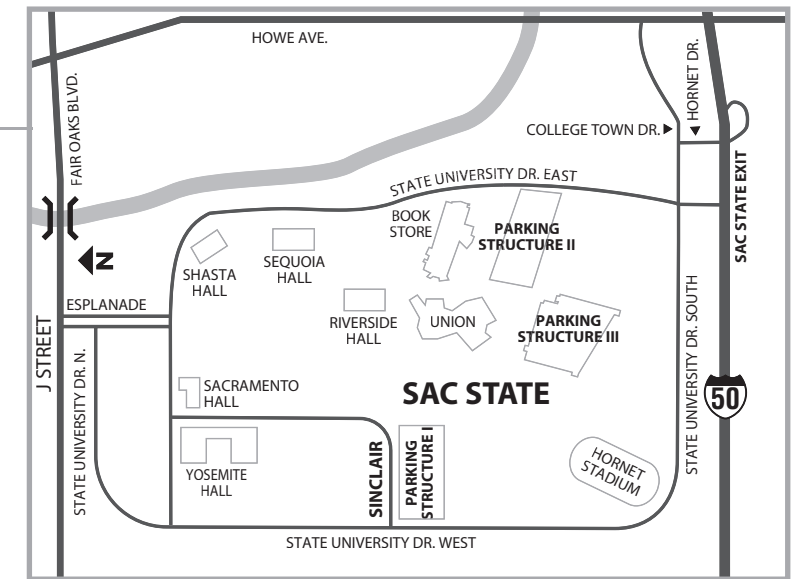 HOWE AVE.
FAIR OAKS BLVD.
HORNET DR.
COLLEGE TOWN DR.
STATE UNIVERSITY DR. EAST
SAC STATE EXIT
BOOK
STORE
PARKING
STRUCTURE II
N
SHASTA
HALL
SEQUOIA
HALL
ESPLANADE
RIVERSIDE
HALL
UNION
PARKING
STRUCTURE III
J STREET
STATE UNIVERSITY DR. N.
STATE UNIVERSITY DR. SOUTH
SACRAMENTO
HALL
SAC STATE
50
YOSEMITE
HALL
SINCLAIR
PARKING
STRUCTURE I
HORNET
STADIUM
STATE UNIVERSITY DR. WEST